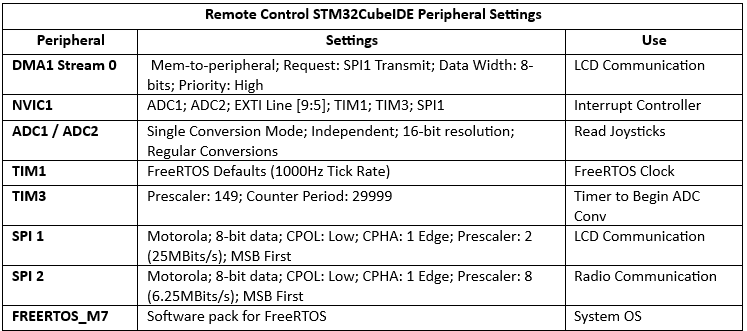 Remote Control STM32CubeIDE Peripheral Settings
Peripheral Settings Use
DMA1 Stream 0 Mem-to-peripheral; Request: SPI1 Transmit; Data Width: 8- LCD Communication
bits; Priority: High
NVIC1 ADC1; ADC2; EXTI Line [9:5]; TIM1; TIM3; SPI1 Interrupt Controller
ADC1 / ADC2 Single Conversion Mode; Independent; 16-bit resolution; Read Joysticks
Regular Conversions
TIM1 FreeRTOS Defaults (1000Hz Tick Rate) FreeRTOS Clock
TIM3 Prescaler: 149; Counter Period: 29999 Timer to Begin ADC
Conv
SPI 1 Motorola; 8-bit data; CPOL: Low; CPHA: 1 Edge; Prescaler: 2 LCD Communication
(25MBits/s); MSB First
SPI 2 Motorola; 8-bit data; CPOL: Low; CPHA: 1 Edge; Prescaler: 8 Radio Communication
(6.25MBits/s); MSB First
FREERTOS_M7 Software pack for FreeRTOS System OS